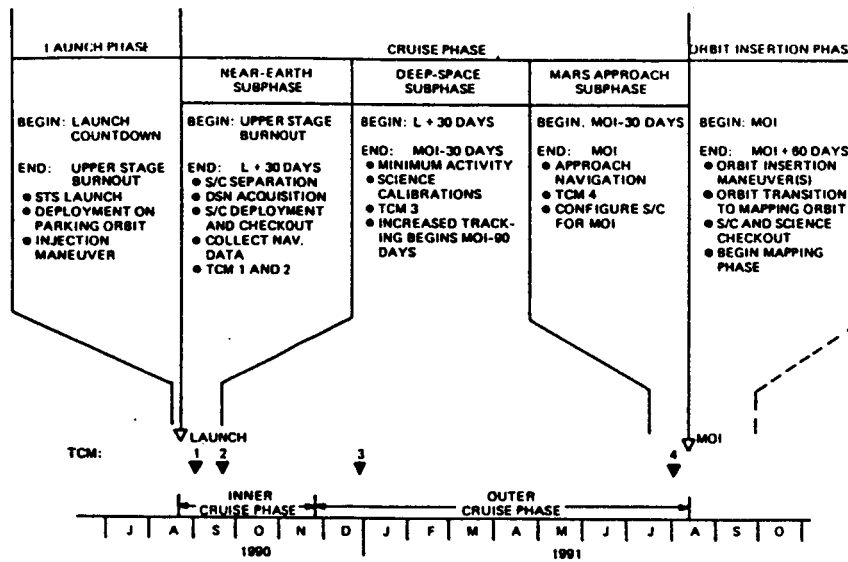 LAUNCH PHASE
CRUISE PHASE
ORBIT INSERTION PHASE
NEAR-EARTH
SUBPHASE
DEEP-SPACE
SUBPHASE
MARS APPROACH
SUBPHASE
BEGIN: LAUNCH
COUNTDOWN
END: UPPER STAGE
BURNOUT
● STS LAUNCH
● DEPLOYMENT ON
PARKING ORBIT
● INJECTION
MANEUVER
BEGIN: UPPER STAGE
BURNOUT
END: L + 30 DAYS
● S/C SEPARATION
● DSN ACQUISITION
● S/C DEPLOYMENT
AND CHECKOUT
● COLLECT NAV.
DATA
● TCM 1 AND 2
BEGIN: L + 30 DAYS
END: MOI-30 DAYS
● MINIMUM ACTIVITY
● SCIENCE
CALIBRATIONS
● TCM 3
● INCREASED TRACK-
ING BEGINS MOI-90
DAYS
BEGIN. MOI-30 DAYS
END: MOI
● APPROACH
NAVIGATION
● TCM 4
● CONFIGURE S/C
FOR MOI
BEGIN: MOI
END: MOI + 60 DAYS
● ORBIT INSERTION
MANEUVER(S)
● ORBIT TRANSITION
TO MAPPING ORBIT
● S/C AND SCIENCE
CHECKOUT
● BEGIN MAPPING
PHASE
LAUNCH
MOI
TCM: 1 2 3 4
INNER
CRUISE PHASE
OUTER
CRUISE PHASE
J A S O N D J F M A M J J A S O
1990 1991